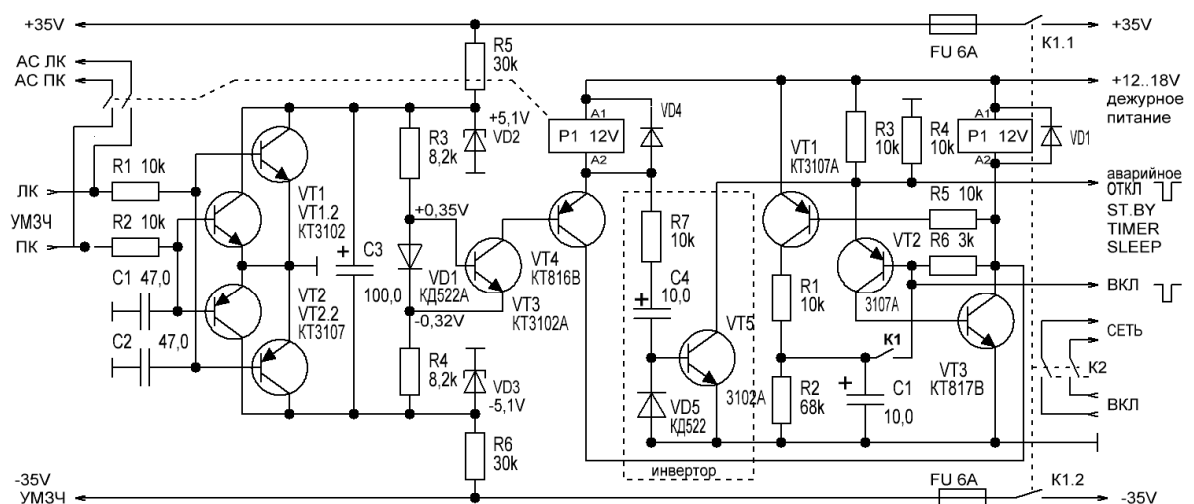 +35V
FU 6A
K1.1
+35V
АС ЛК
АС ПК
R5
30k
+12..18V
дежурное
питание
+5,1V
VD2
A1
P1 12V
A2
VD4
VT1
КТ3107А
R3
10k
R4
10k
A1
P1 12V
A2
VD1
R1 10k
R2 10k
ЛК
УМЗЧ
ПК
VT1
VT1.2
КТ3102
R3
8,2k
+0,35V
аварийное
ОТКЛ
ST.BY
TIMER
SLEEP
R5 10k
R6 3k
VT2
3107А
R7
10k
C4
10,0
VT4
КТ816В
VT3
КТ3102А
VD1
КД522А
-0,32V
C3
+
100,0
C1 47,0
C2 47,0
VT2
VT2.2
КТ3107
R4
8,2k
VD3
-5,1V
R6
30k
+
VT5
3102А
VD5
КД522
инвертор
R1
10k
R2
68k
K1
+
C1
10,0
VT3
КТ817В
ВКЛ
СЕТЬ
K2
ВКЛ
-35V
УМЗЧ
FU 6A
K1.2
-35V